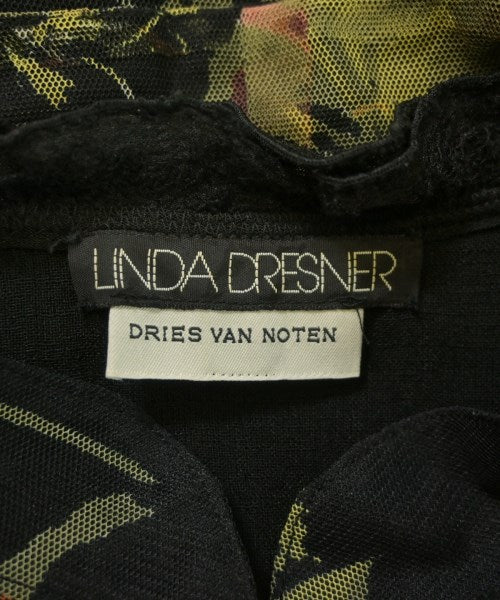 LINDA DRESNER
DRIES VAN NOTEN